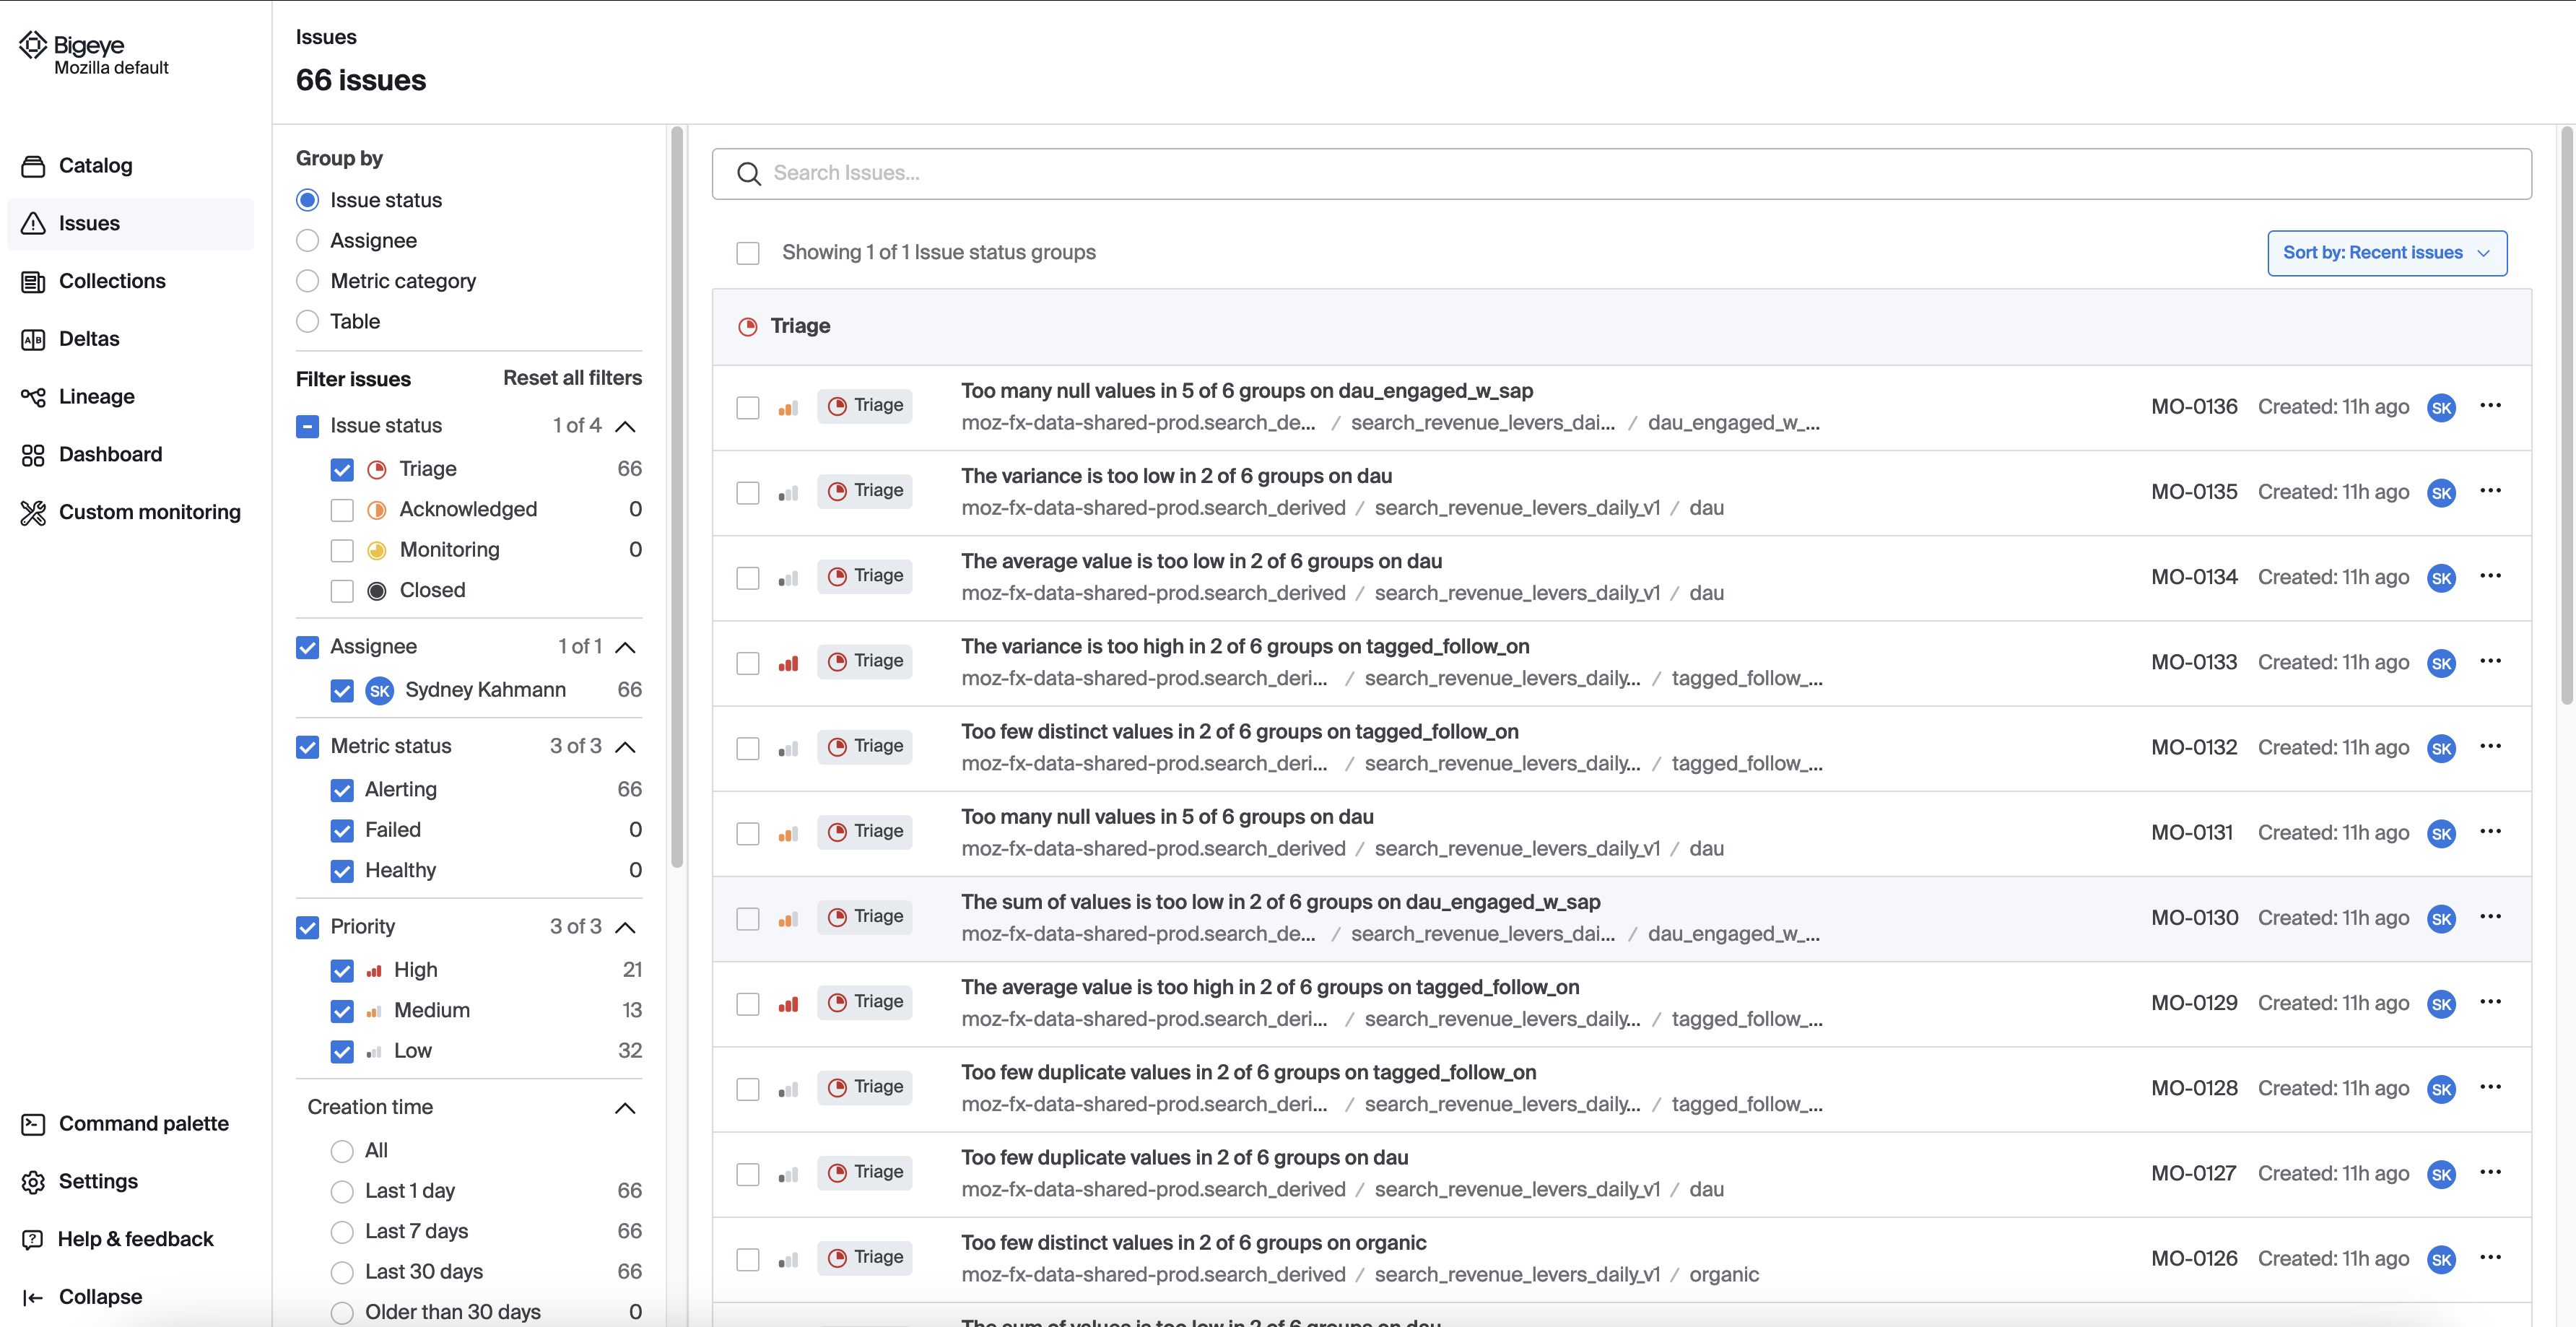 Bigeye
Mozilla default
Catalog
Issues
Collections
Deltas
Lineage
Dashboard
Custom monitoring
Command palette
Settings
Help & feedback
Collapse
Issues
66 issues
Group by
Issue status
Assignee
Metric category
Table
Filter issues Reset all filters
Issue status 1 of 4
Triage 66
Acknowledged 0
Monitoring 0
Closed
Assignee 1 of 1
SK Sydney Kahmann 66
Metric status 3 of 3
Alerting 66
Failed 0
Healthy 0
Priority 3 of 3
High 21
Medium 13
Low 32
Creation time
All
Last 1 day 66
Last 7 days 66
Last 30 days 66
Older than 30 days 0
Search Issues...
Showing 1 of 1 Issue status groups Sort by: Recent issues
Triage
Triage Too many null values in 5 of 6 groups on dau_engaged_w_sap MO-0136 Created: 11h ago SK ...
moz-fx-data-shared-prod.search_de... / search_revenue_levers_dai... / dau_engaged_w_...
Triage The variance is too low in 2 of 6 groups on dau MO-0135 Created: 11h ago SK ...
moz-fx-data-shared-prod.search_derived / search_revenue_levers_daily_v1 / dau
Triage The average value is too low in 2 of 6 groups on dau MO-0134 Created: 11h ago SK ...
moz-fx-data-shared-prod.search_derived / search_revenue_levers_daily_v1 / dau
Triage The variance is too high in 2 of 6 groups on tagged_follow_on MO-0133 Created: 11h ago SK ...
moz-fx-data-shared-prod.search_deri... / search_revenue_levers_daily... / tagged_follow_...
Triage Too few distinct values in 2 of 6 groups on tagged_follow_on MO-0132 Created: 11h ago SK ...
moz-fx-data-shared-prod.search_deri... / search_revenue_levers_daily... / tagged_follow_...
Triage Too many null values in 5 of 6 groups on dau MO-0131 Created: 11h ago SK ...
moz-fx-data-shared-prod.search_derived / search_revenue_levers_daily_v1 / dau
Triage The sum of values is too low in 2 of 6 groups on dau_engaged_w_sap MO-0130 Created: 11h ago SK ...
moz-fx-data-shared-prod.search_de... / search_revenue_levers_dai... / dau_engaged_w_...
Triage The average value is too high in 2 of 6 groups on tagged_follow_on MO-0129 Created: 11h ago SK ...
moz-fx-data-shared-prod.search_deri... / search_revenue_levers_daily... / tagged_follow_...
Triage Too few duplicate values in 2 of 6 groups on tagged_follow_on MO-0128 Created: 11h ago SK ...
moz-fx-data-shared-prod.search_deri... / search_revenue_levers_daily... / tagged_follow_...
Triage Too few duplicate values in 2 of 6 groups on dau MO-0127 Created: 11h ago SK ...
moz-fx-data-shared-prod.search_derived / search_revenue_levers_daily_v1 / dau
Triage Too few distinct values in 2 of 6 groups on organic MO-0126 Created: 11h ago SK ...
moz-fx-data-shared-prod.search_derived / search_revenue_levers_daily_v1 / organic
The sum of values is too low in 2 of 6 groups on dau